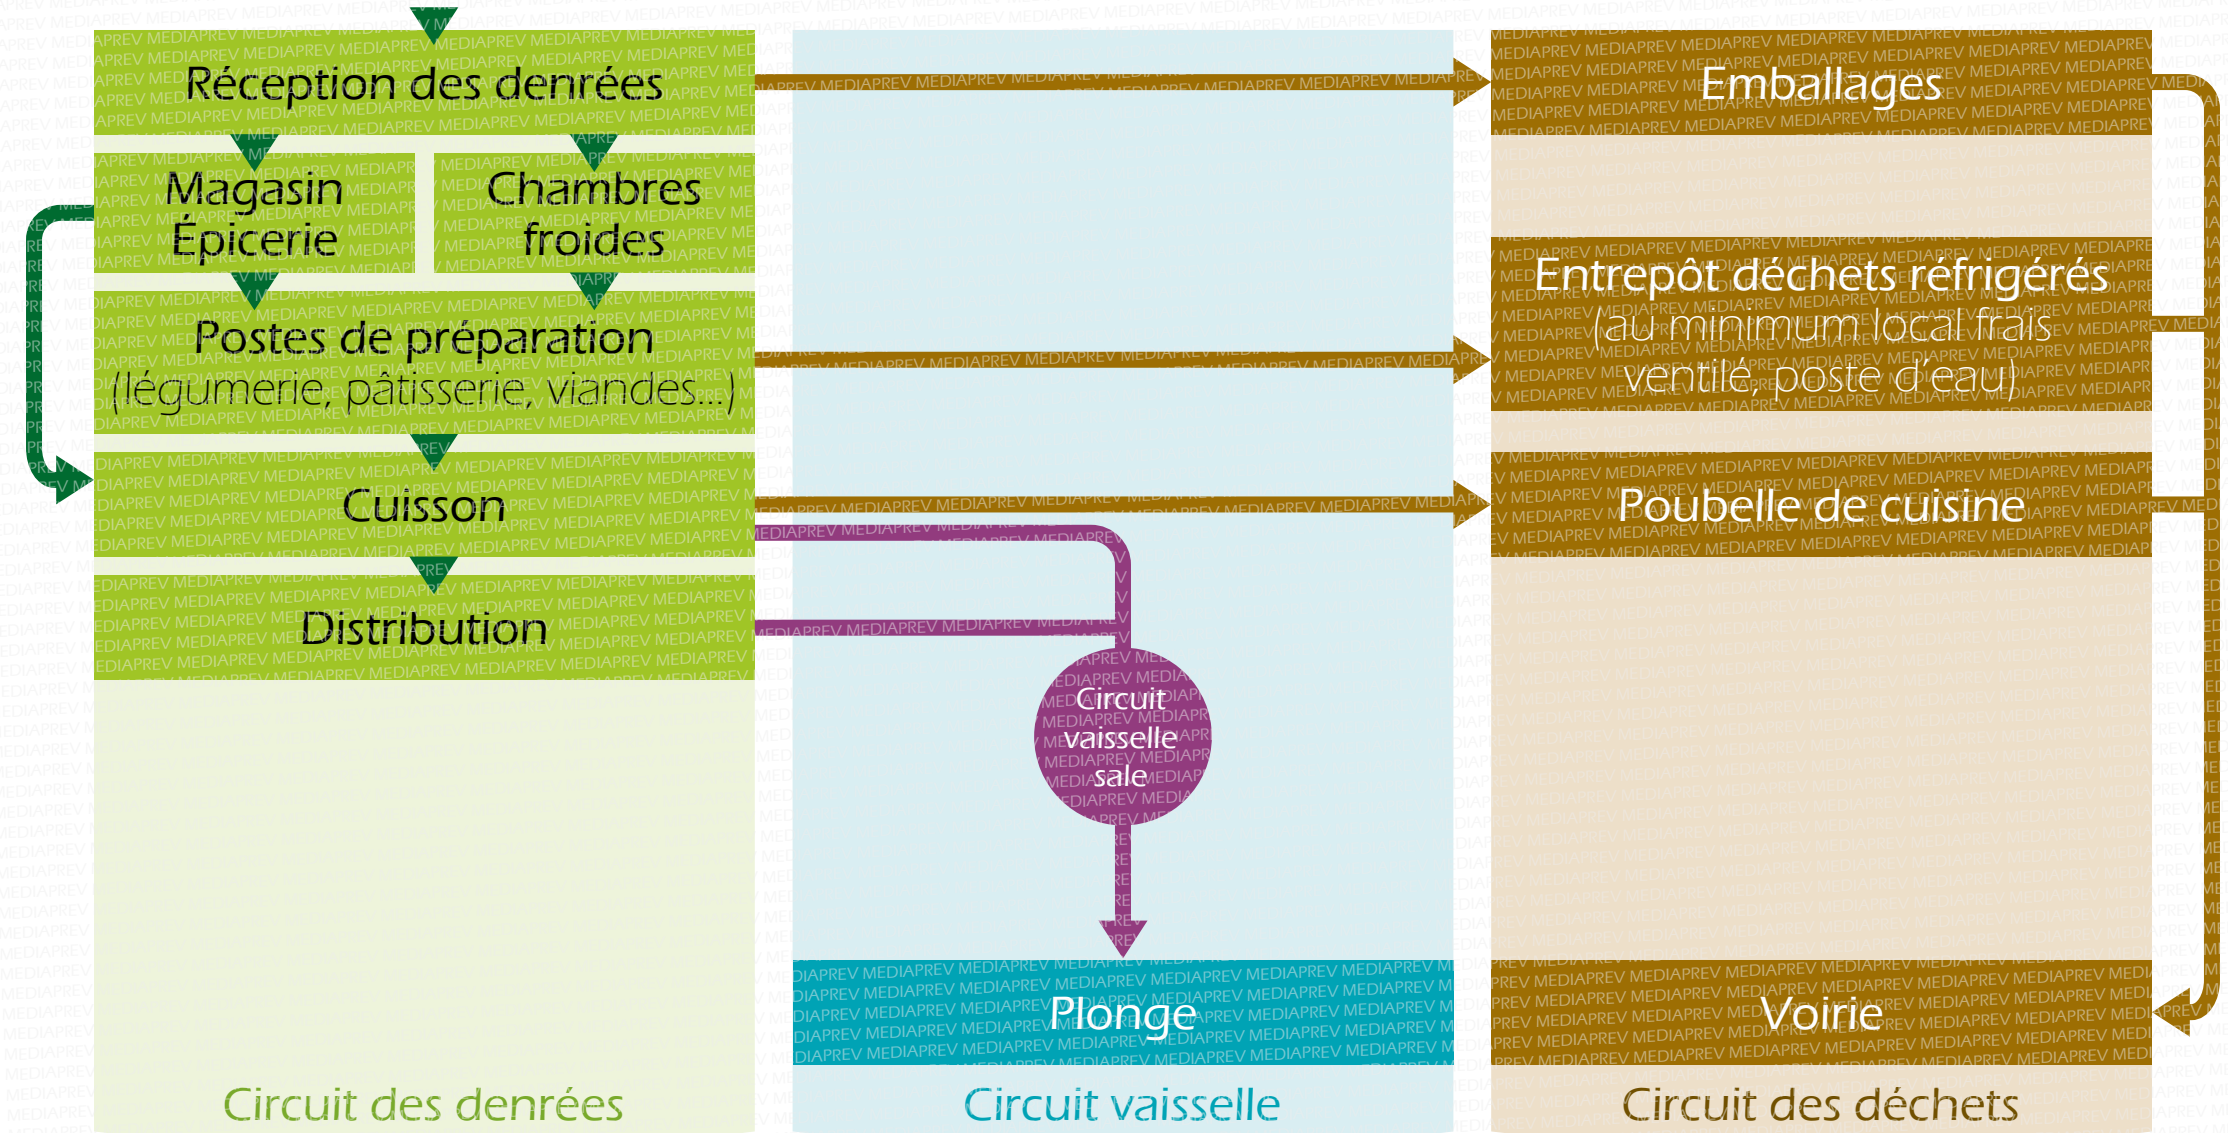 Réception des denrées
Emballages
Magasin
Épicerie
Chambres
froides
Entrepôt déchets réfrigérés
(au minimum local frais
ventilé, poste d'eau)
Postes de préparation
(légumerie, pâtisserie, viandes...)
Cuisson
Poubelle de cuisine
Distribution
Circuit
vaisselle
sale
Plonge
Voirie
Circuit des denrées
Circuit vaisselle
Circuit des déchets
MEDIAPREV